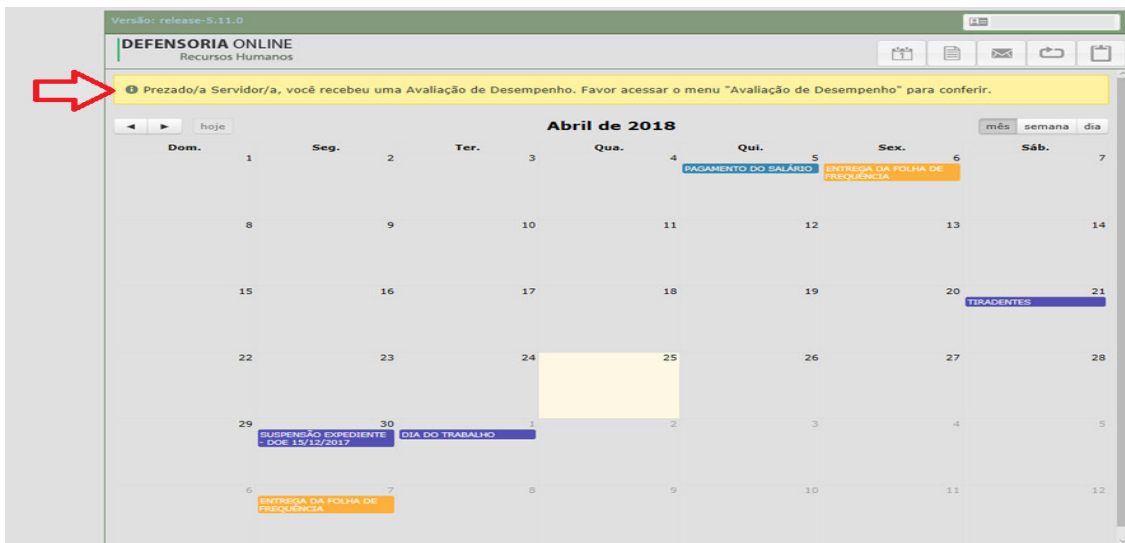 Versão: release-5.11.0
DEFENSORIA ONLINE
Recursos Humanos
1
Prezado/a Servidor/a, você recebeu uma Avaliação de Desempenho. Favor acessar o menu "Avaliação de Desempenho" para conferir.
hoje
Abril de 2018
mês semana dia
Dom. Seg. Ter. Qua. Qui. Sex. Sáb.
1 2 3 4 5 6 7
PAGAMENTO DO SALÁRIO
ENTREGA DA FOLHA DE
FREQUÊNCIA
8 9 10 11 12 13 14
15 16 17 18 19 20 21
TIRADENTES
22 23 24 25 26 27 28
29 30 1 2 3 4 5
SUSPENSÃO EXPEDIENTE
- DOE 15/12/2017
DIA DO TRABALHO
6 7 8 9 10 11 12
ENTREGA DA FOLHA DE
FREQUÊNCIA